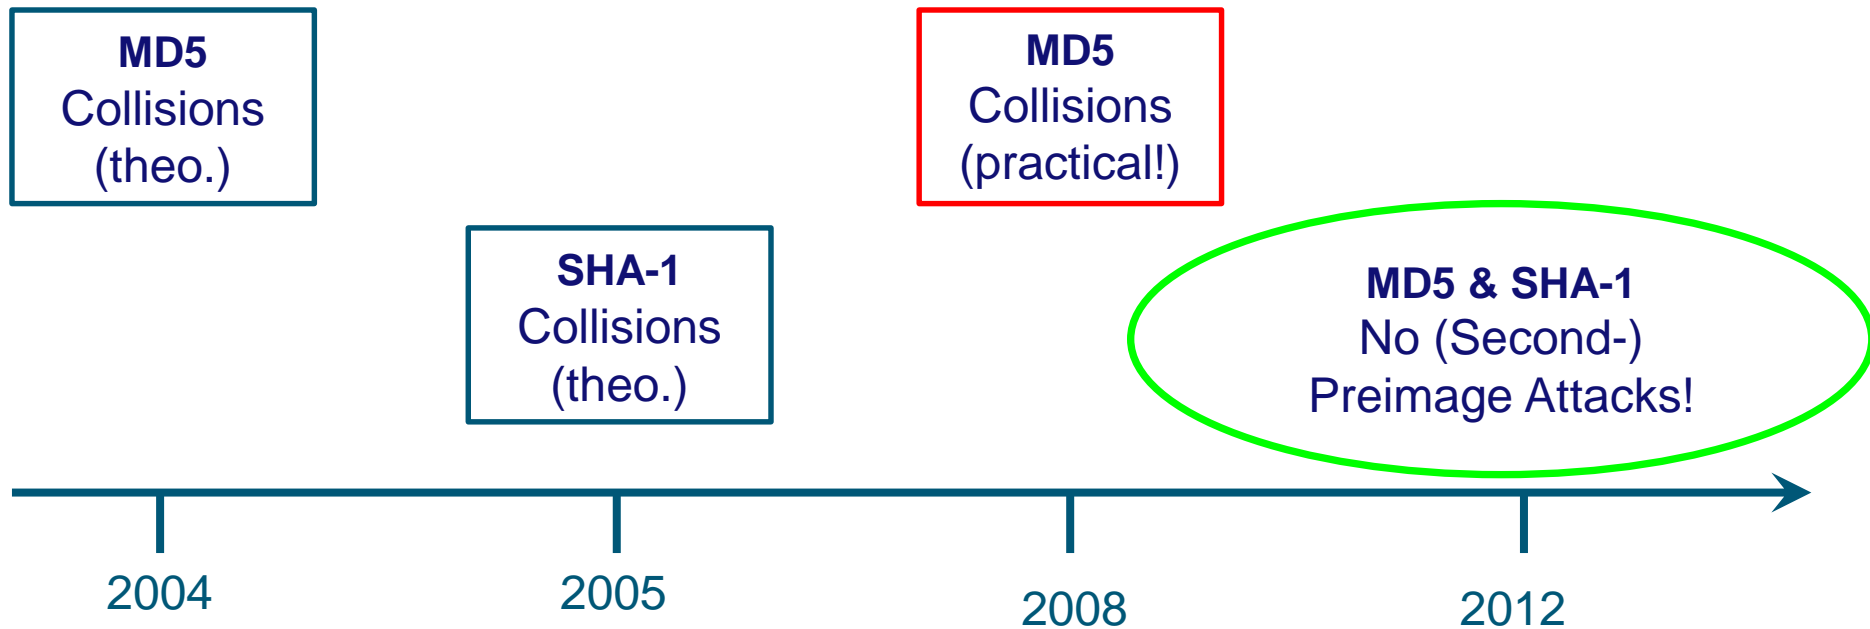 MD5
Collisions
(theo.)
MD5
Collisions
(practical!)
SHA-1
Collisions
(theo.)
MD5 & SHA-1
No (Second-)
Preimage Attacks!
2004
2005
2008
2012